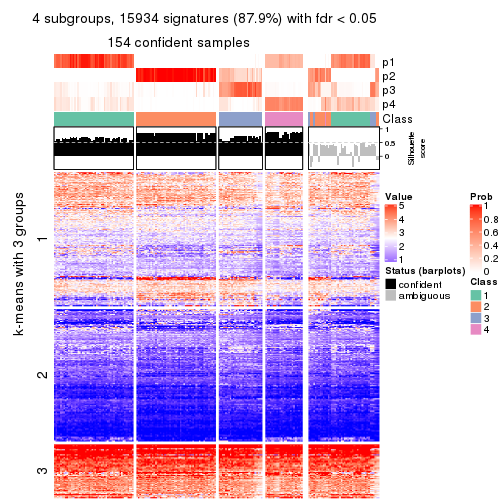 4 subgroups, 15934 signatures (87.9%) with fdr < 0.05
154 confident samples
p1
p2
p3
p4
Class
1
0.5
0
Silhouette
score
k-means with 3 groups
1
2
3
Value
5
4
3
2
1
Status (barplots)
confident
ambiguous
Prob
1
0.8
0.6
0.4
0.2
0
Class
1
2
3
4